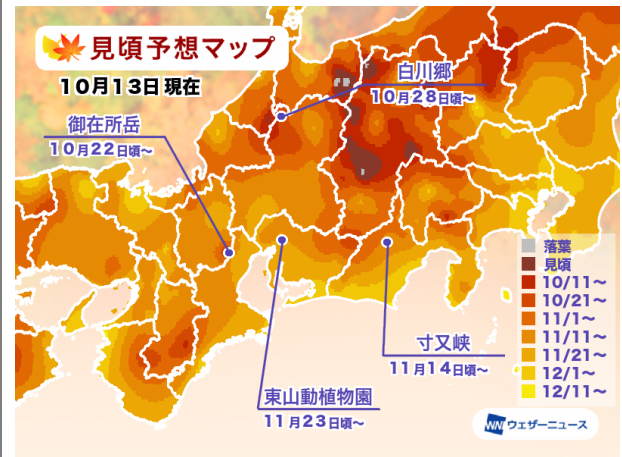 見頃予想マップ
10月13日 現在
白川郷
10月28日頃〜
御在所岳
10月22日頃〜
落葉
見頃
10/11〜
10/21〜
11/1〜
11/11〜
11/21〜
12/1〜
12/11〜
寸又峡
11月14日頃〜
東山動植物園
11月23日頃〜
WNI ウェザーニュース